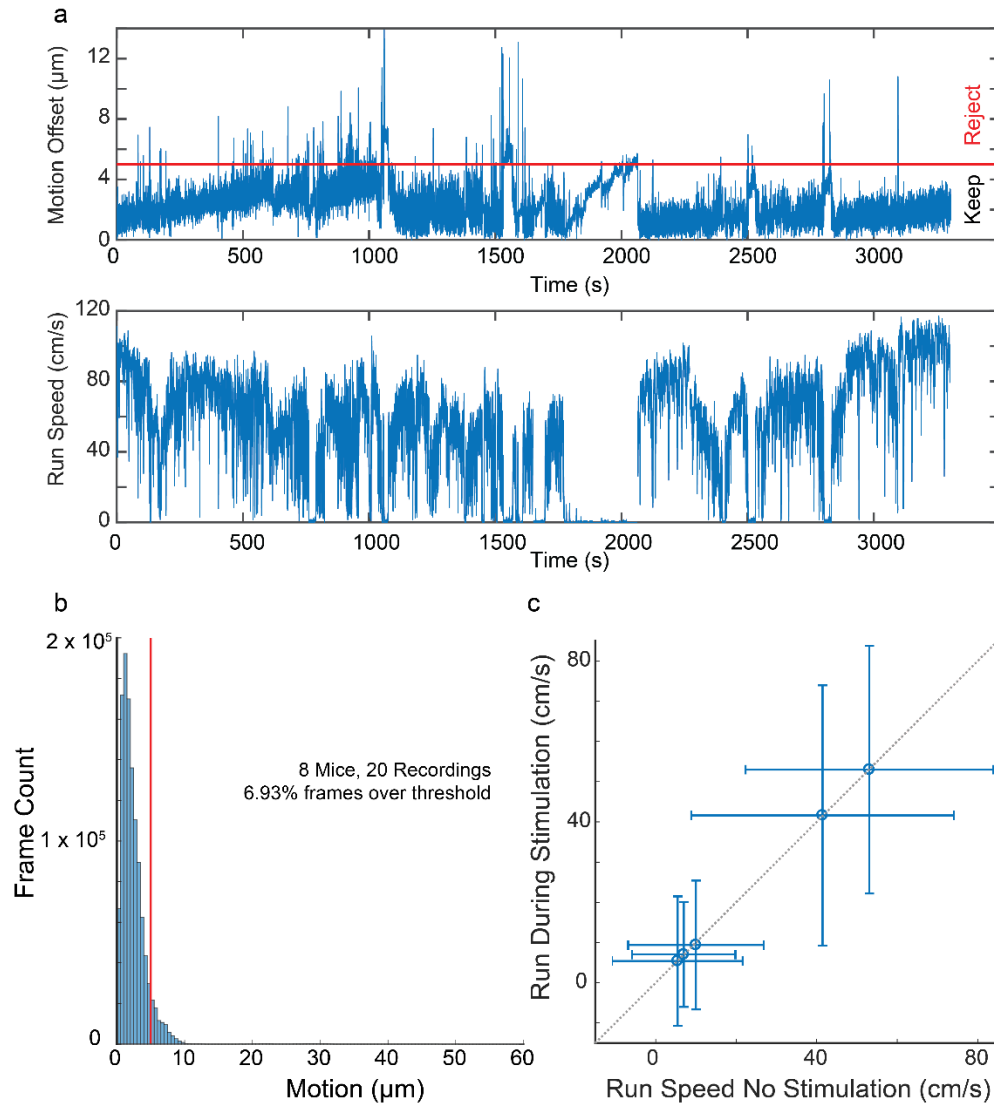 a
Motion Offset (µm)
12
8
4
0
Reject
Keep
0 500 1000 1500 2000 2500 3000
Time (s)
Run Speed (cm/s)
120
80
40
0
0 500 1000 1500 2000 2500 3000
Time (s)
b
Frame Count
2 x 10⁵
1 x 10⁵
0
8 Mice, 20 Recordings
6.93% frames over threshold
0 10 20 30 40 50 60
Motion (µm)
c
Run During Stimulation (cm/s)
80
40
0
0 40 80
Run Speed No Stimulation (cm/s)